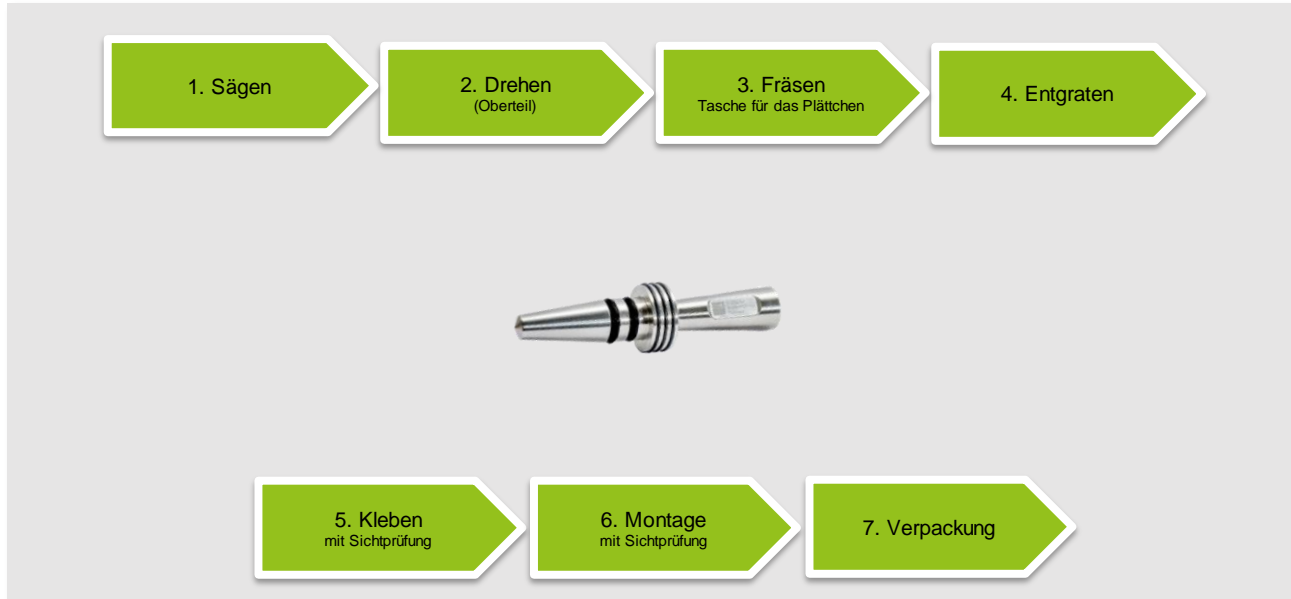 1. Sägen
2. Drehen
(Oberteil)
3. Fräsen
Tasche für das Plättchen
4. Entgraten
5. Kleben
mit Sichtprüfung
6. Montage
mit Sichtprüfung
7. Verpackung